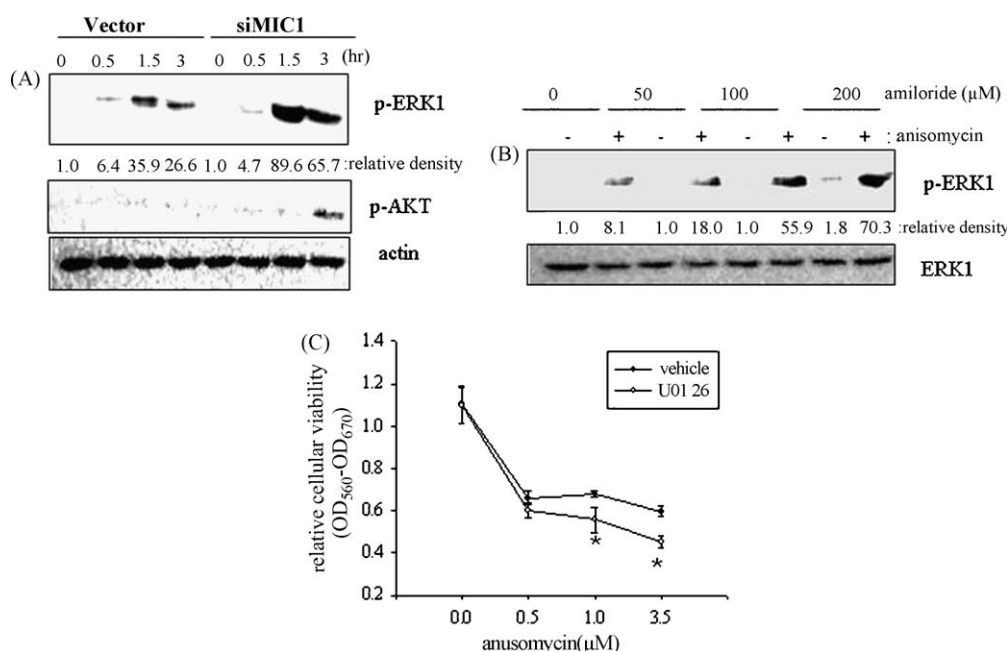 Vector siMIC1
0 0.5 1.5 3 0 0.5 1.5 3 (hr)
(A)
p-ERK1
1.0 6.4 35.9 26.6 1.0 4.7 89.6 65.7 :relative density
p-AKT
actin
0 50 100 200 amiloride (µM)
- + - + - + - + : anisomycin
(B)
p-ERK1
1.0 8.1 1.0 18.0 1.0 55.9 1.8 70.3 :relative density
ERK1
(C)
1.4
1.2
1.0
0.8
0.6
0.4
0.2
relative cellular viability
(OD560-OD670)
vehicle
U01 26
*
*
0.0 0.5 1.0 3.5
anusomycin(µM)